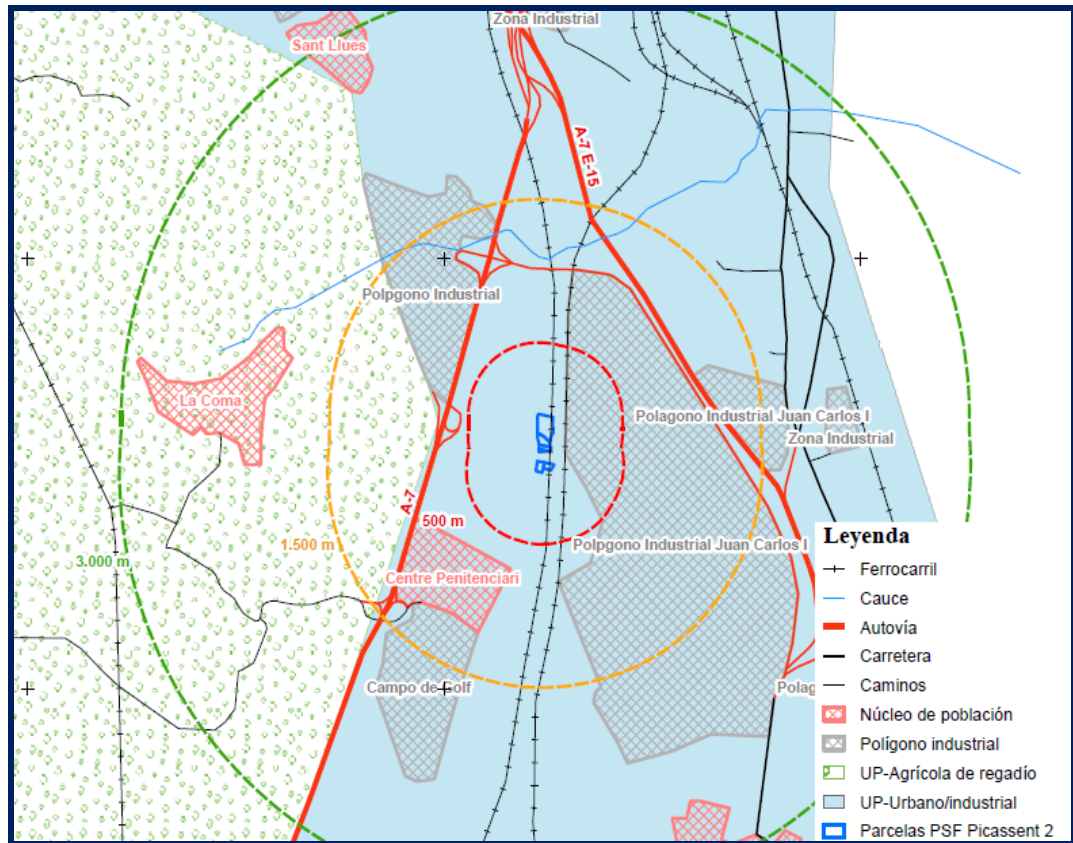 Zona Industrial
Sant Llues
A-7 E-15
Polpgono Industrial
La Coma
Polagono Industrial Juan Carlos I
Zona Industrial
A-7
500 m
1.500 m
3.000 m
Polpgono Industrial Juan Carlos I
Centre Penitenciari
Campo de Golf
Polag
Leyenda
Ferrocarril
Cauce
Autovía
Carretera
Caminos
Núcleo de población
Polígono industrial
UP-Agrícola de regadío
UP-Urbano/industrial
Parcelas PSF Picassent 2